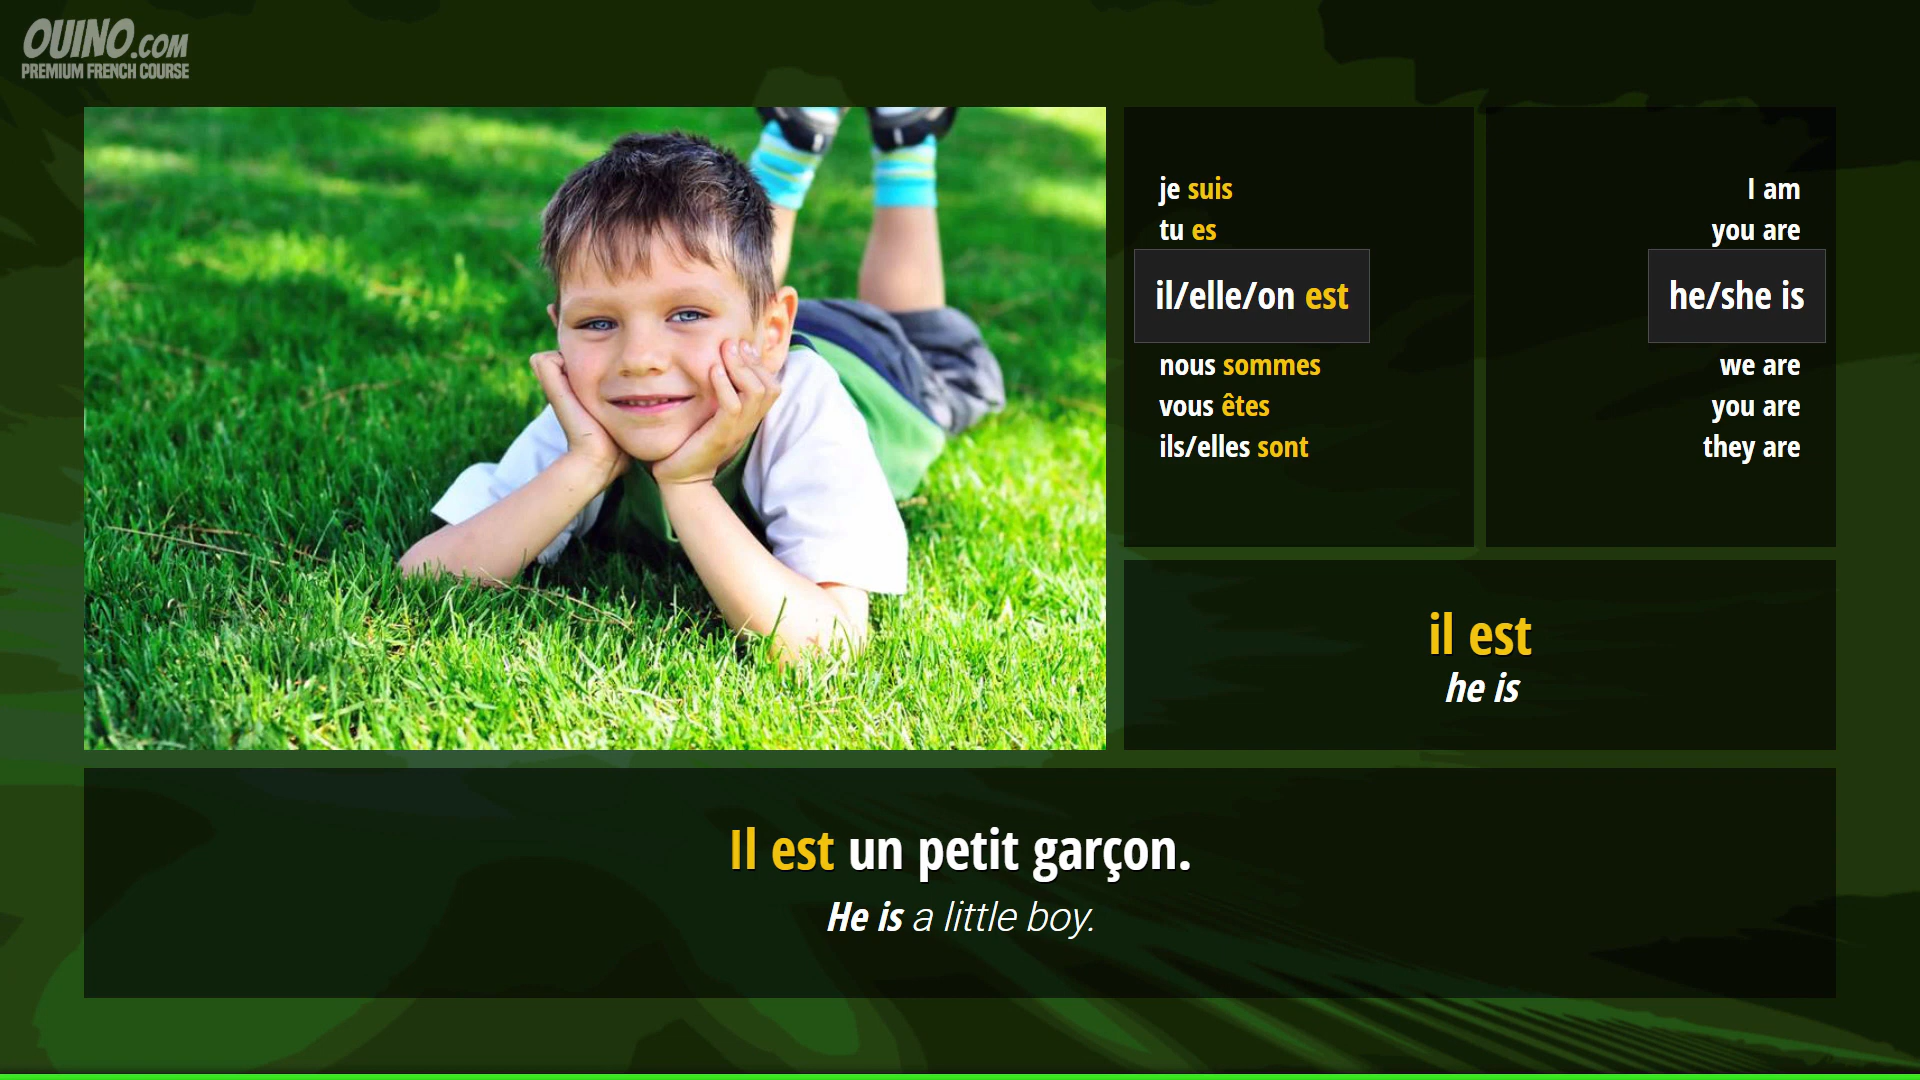 OUINO.COM
PREMIUM FRENCH COURSE
je suis
tu es
il/elle/on est
nous sommes
vous êtes
ils/elles sont
I am
you are
he/she is
we are
you are
they are
il est
he is
Il est un petit garçon.
He is a little boy.